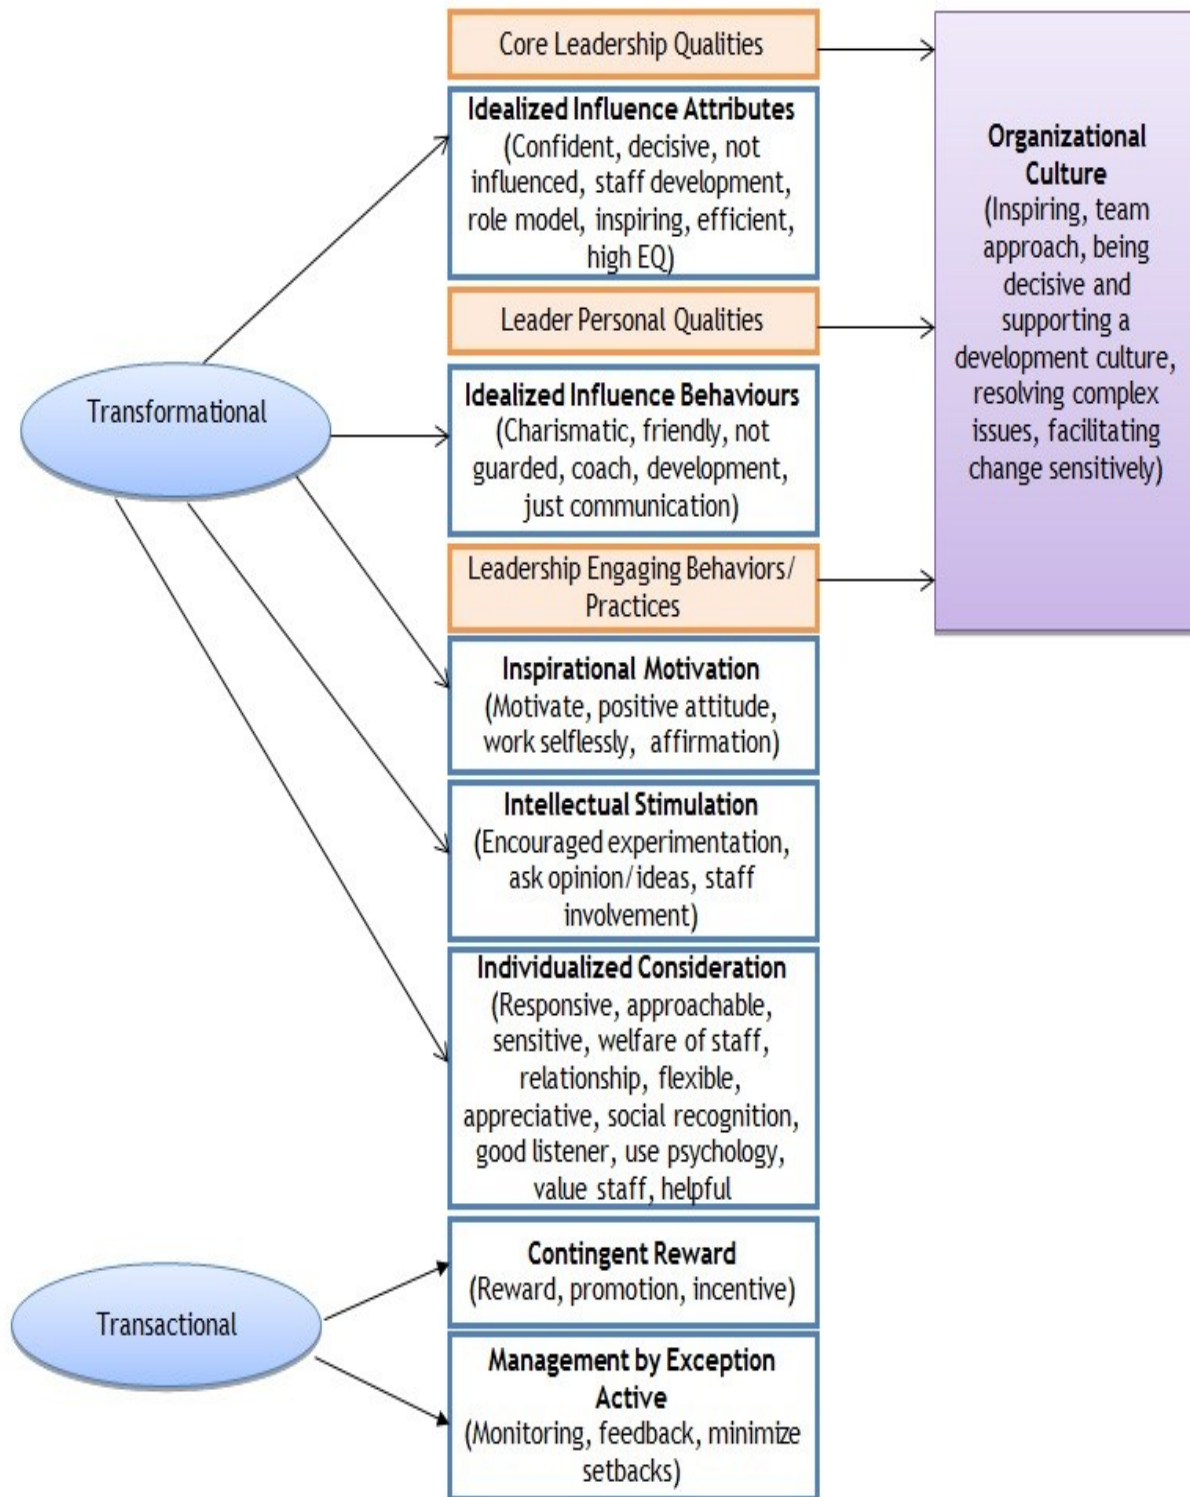 Core Leadership Qualities
Idealized Influence Attributes
(Confident, decisive, not
influenced, staff development,
role model, inspiring, efficient,
high EQ)
Leader Personal Qualities
Idealized Influence Behaviours
(Charismatic, friendly, not
guarded, coach, development,
just communication)
Leadership Engaging Behaviors/
Practices
Inspirational Motivation
(Motivate, positive attitude,
work selflessly, affirmation)
Intellectual Stimulation
(Encouraged experimentation,
ask opinion/ideas, staff
involvement)
Individualized Consideration
(Responsive, approachable,
sensitive, welfare of staff,
relationship, flexible,
appreciative, social recognition,
good listener, use psychology,
value staff, helpful
Contingent Reward
(Reward, promotion, incentive)
Management by Exception
Active
(Monitoring, feedback, minimize
setbacks)
Transformational
Transactional
Organizational
Culture
(Inspiring, team
approach, being
decisive and
supporting a
development culture,
resolving complex
issues, facilitating
change sensitively)